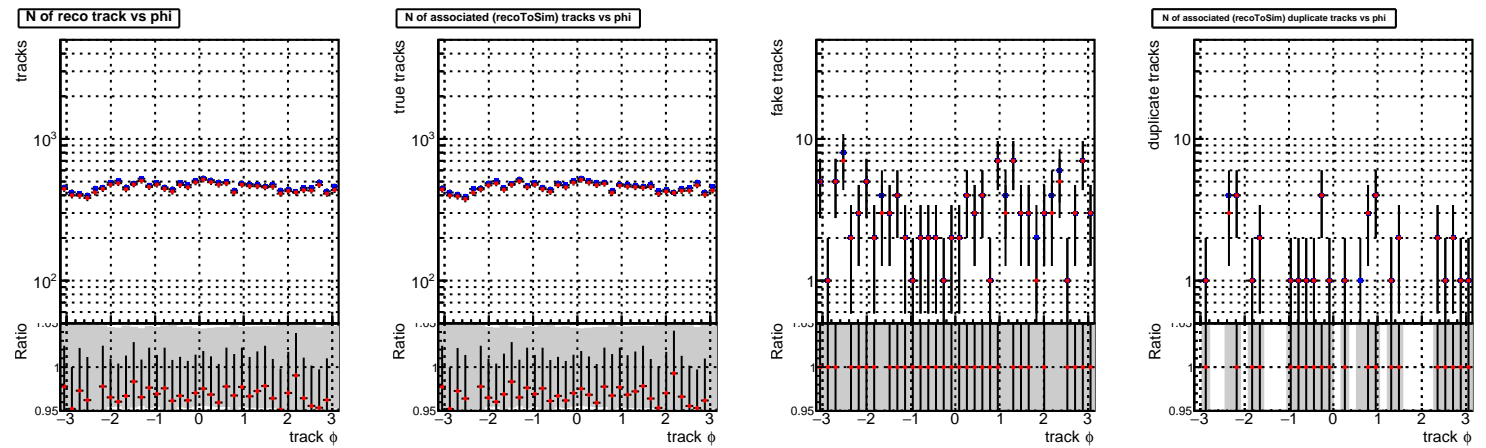 N of reco track vs phi
tracks
10³
10²
Ratio
1
0.95
−3 −2 −1 0 1 2 3
track ϕ
N of associated (recoToSim) tracks vs phi
true tracks
10³
10²
Ratio
1
0.95
−3 −2 −1 0 1 2 3
track ϕ
fake tracks
10
1
Ratio
1
0.95
−3 −2 −1 0 1 2 3
track ϕ
N of associated (recoToSim) duplicate tracks vs phi
duplicate tracks
10
1
Ratio
1
0.95
−3 −2 −1 0 1 2 3
track ϕ